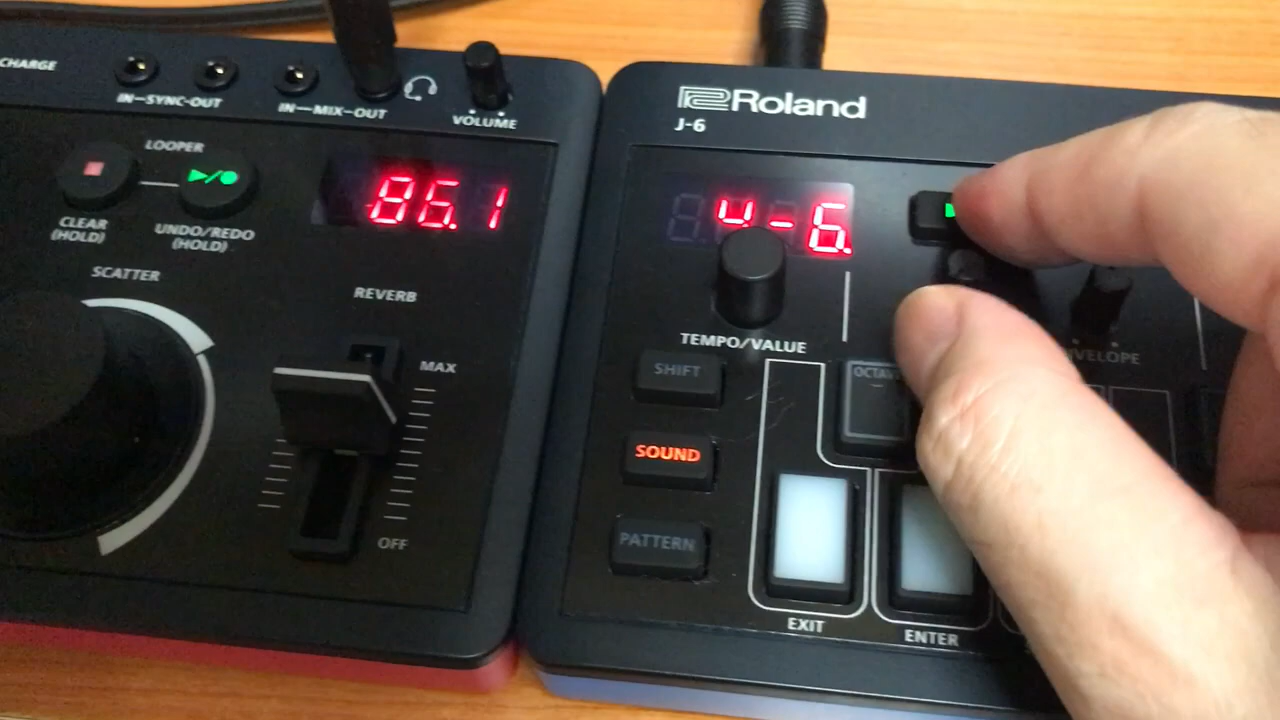 CHARGE
IN—SYNC—OUT
IN—MIX—OUT
VOLUME
LOOPER
CLEAR
(HOLD)
UNDO/REDO
(HOLD)
86.1
SCATTER
REVERB
MAX
OFF
Roland
J-6
4-6.
TEMPO/VALUE
SHIFT
SOUND
PATTERN
EXIT
ENTER